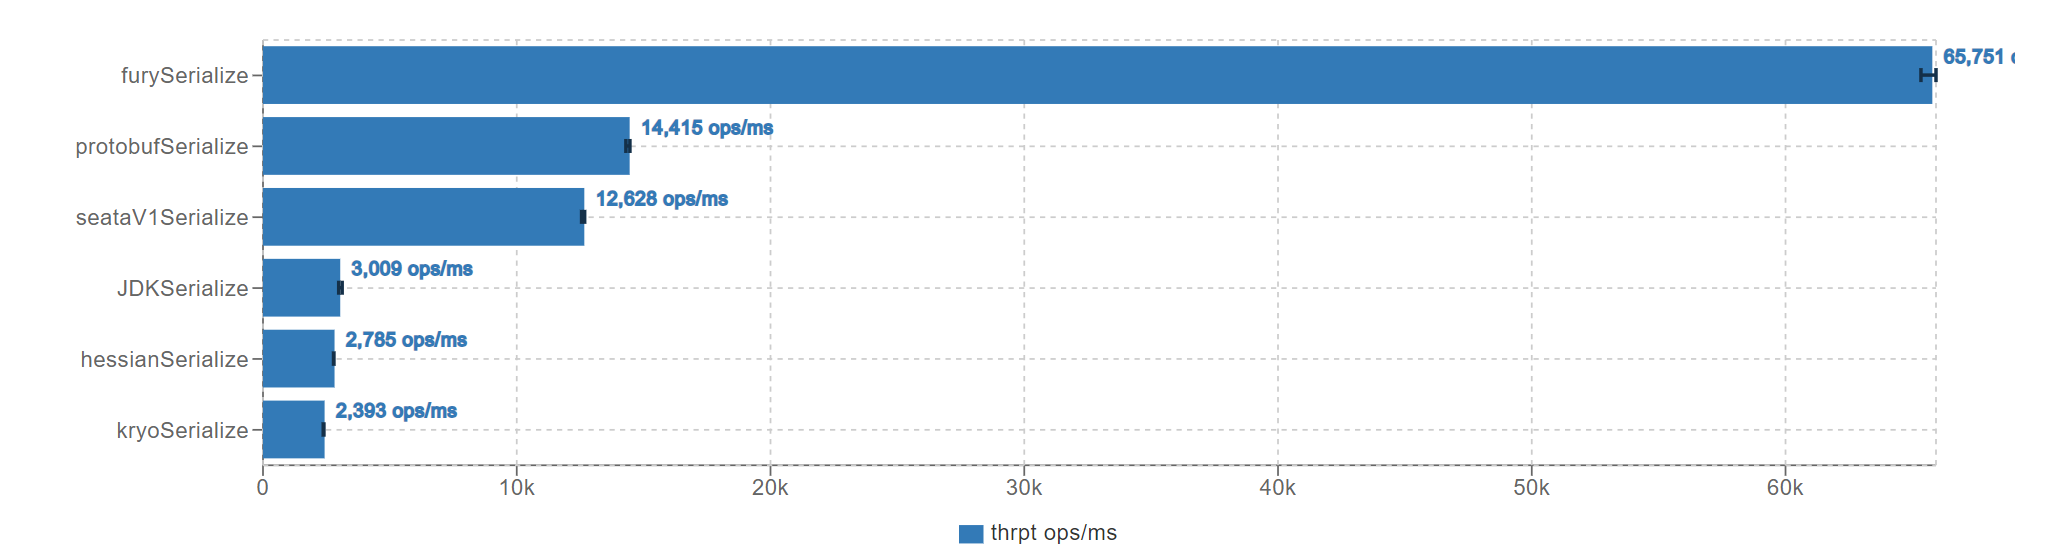 furySerialize 65,751
protobufSerialize 14,415 ops/ms
seataV1Serialize 12,628 ops/ms
JDKSerialize 3,009 ops/ms
hessianSerialize 2,785 ops/ms
kryoSerialize 2,393 ops/ms
0 10k 20k 30k 40k 50k 60k
thrpt ops/ms